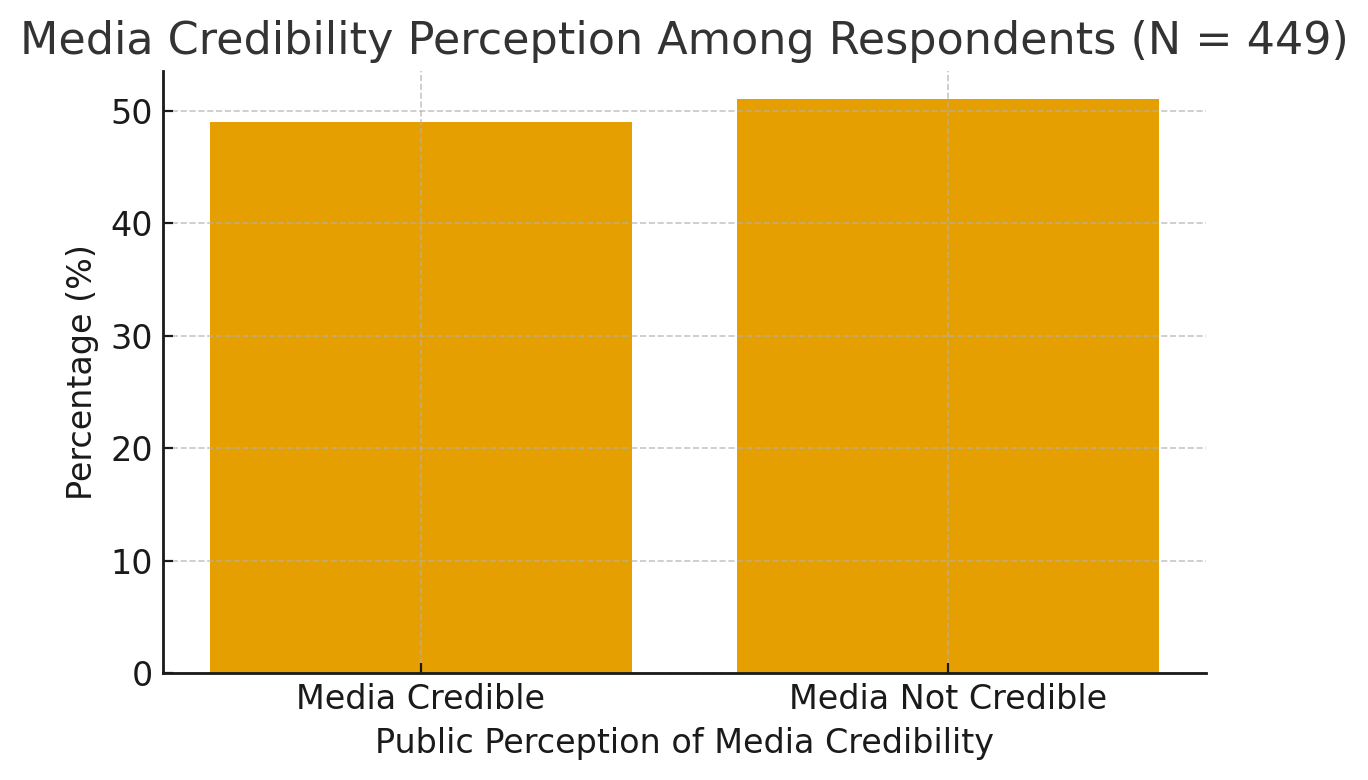 Media Credibility Perception Among Respondents (N = 449)
Percentage (%)
50
40
30
20
10
0
Media Credible
Media Not Credible
Public Perception of Media Credibility